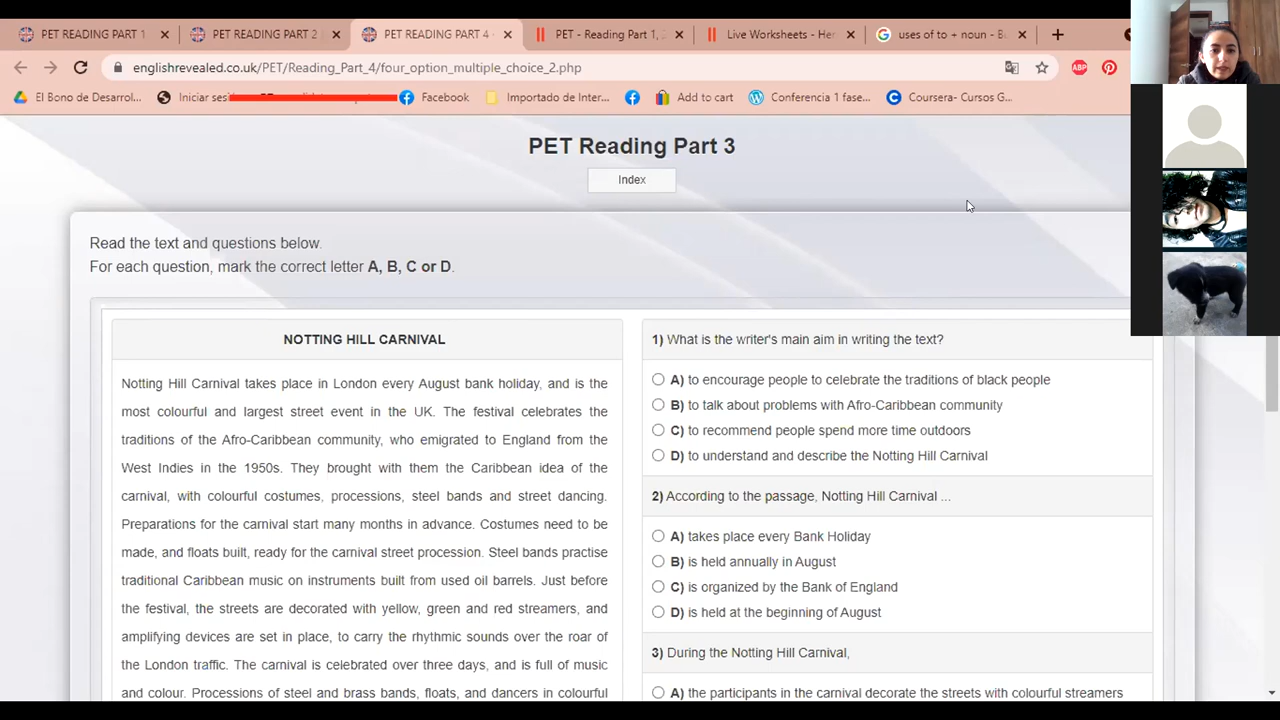 PET READING PART 1
PET READING PART 2
PET READING PART 4
PET - Reading Part 1,
Live Worksheets - Her
uses of to + noun - Bu
englishrevealed.co.uk/PET/Reading_Part_4/four_option_multiple_choice_2.php
ABP
El Bono de Desarrol...
Iniciar sesi
Facebook
Importado de Inter...
Add to cart
Conferencia 1 fase...
Coursera- Cursos G...
PET Reading Part 3
Index
Read the text and questions below.
For each question, mark the correct letter A, B, C or D.
NOTTING HILL CARNIVAL
Notting Hill Carnival takes place in London every August bank holiday, and is the
most colourful and largest street event in the UK. The festival celebrates the
traditions of the Afro-Caribbean community, who emigrated to England from the
West Indies in the 1950s. They brought with them the Caribbean idea of the
carnival, with colourful costumes, processions, steel bands and street dancing.
Preparations for the carnival start many months in advance. Costumes need to be
made, and floats built, ready for the carnival street procession. Steel bands practise
traditional Caribbean music on instruments built from used oil barrels. Just before
the festival, the streets are decorated with yellow, green and red streamers, and
amplifying devices are set in place, to carry the rhythmic sounds over the roar of
the London traffic. The carnival is celebrated over three days, and is full of music
and colour. Processions of steel and brass bands, floats, and dancers in colourful
1) What is the writer's main aim in writing the text?
A) to encourage people to celebrate the traditions of black people
B) to talk about problems with Afro-Caribbean community
C) to recommend people spend more time outdoors
D) to understand and describe the Notting Hill Carnival
2) According to the passage, Notting Hill Carnival ...
A) takes place every Bank Holiday
B) is held annually in August
C) is organized by the Bank of England
D) is held at the beginning of August
3) During the Notting Hill Carnival,
A) the participants in the carnival decorate the streets with colourful streamers